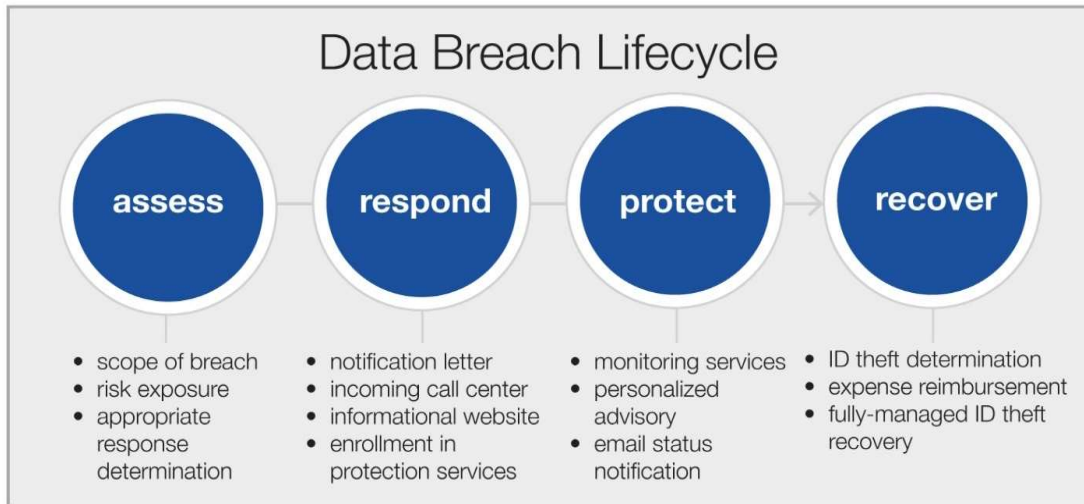 Data Breach Lifecycle
assess
respond
protect
recover
• scope of breach
• risk exposure
• appropriate
response
determination
• notification letter
• incoming call center
• informational website
• enrollment in
protection services
• monitoring services
• personalized
advisory
• email status
notification
• ID theft determination
• expense reimbursement
• fully-managed ID theft
recovery